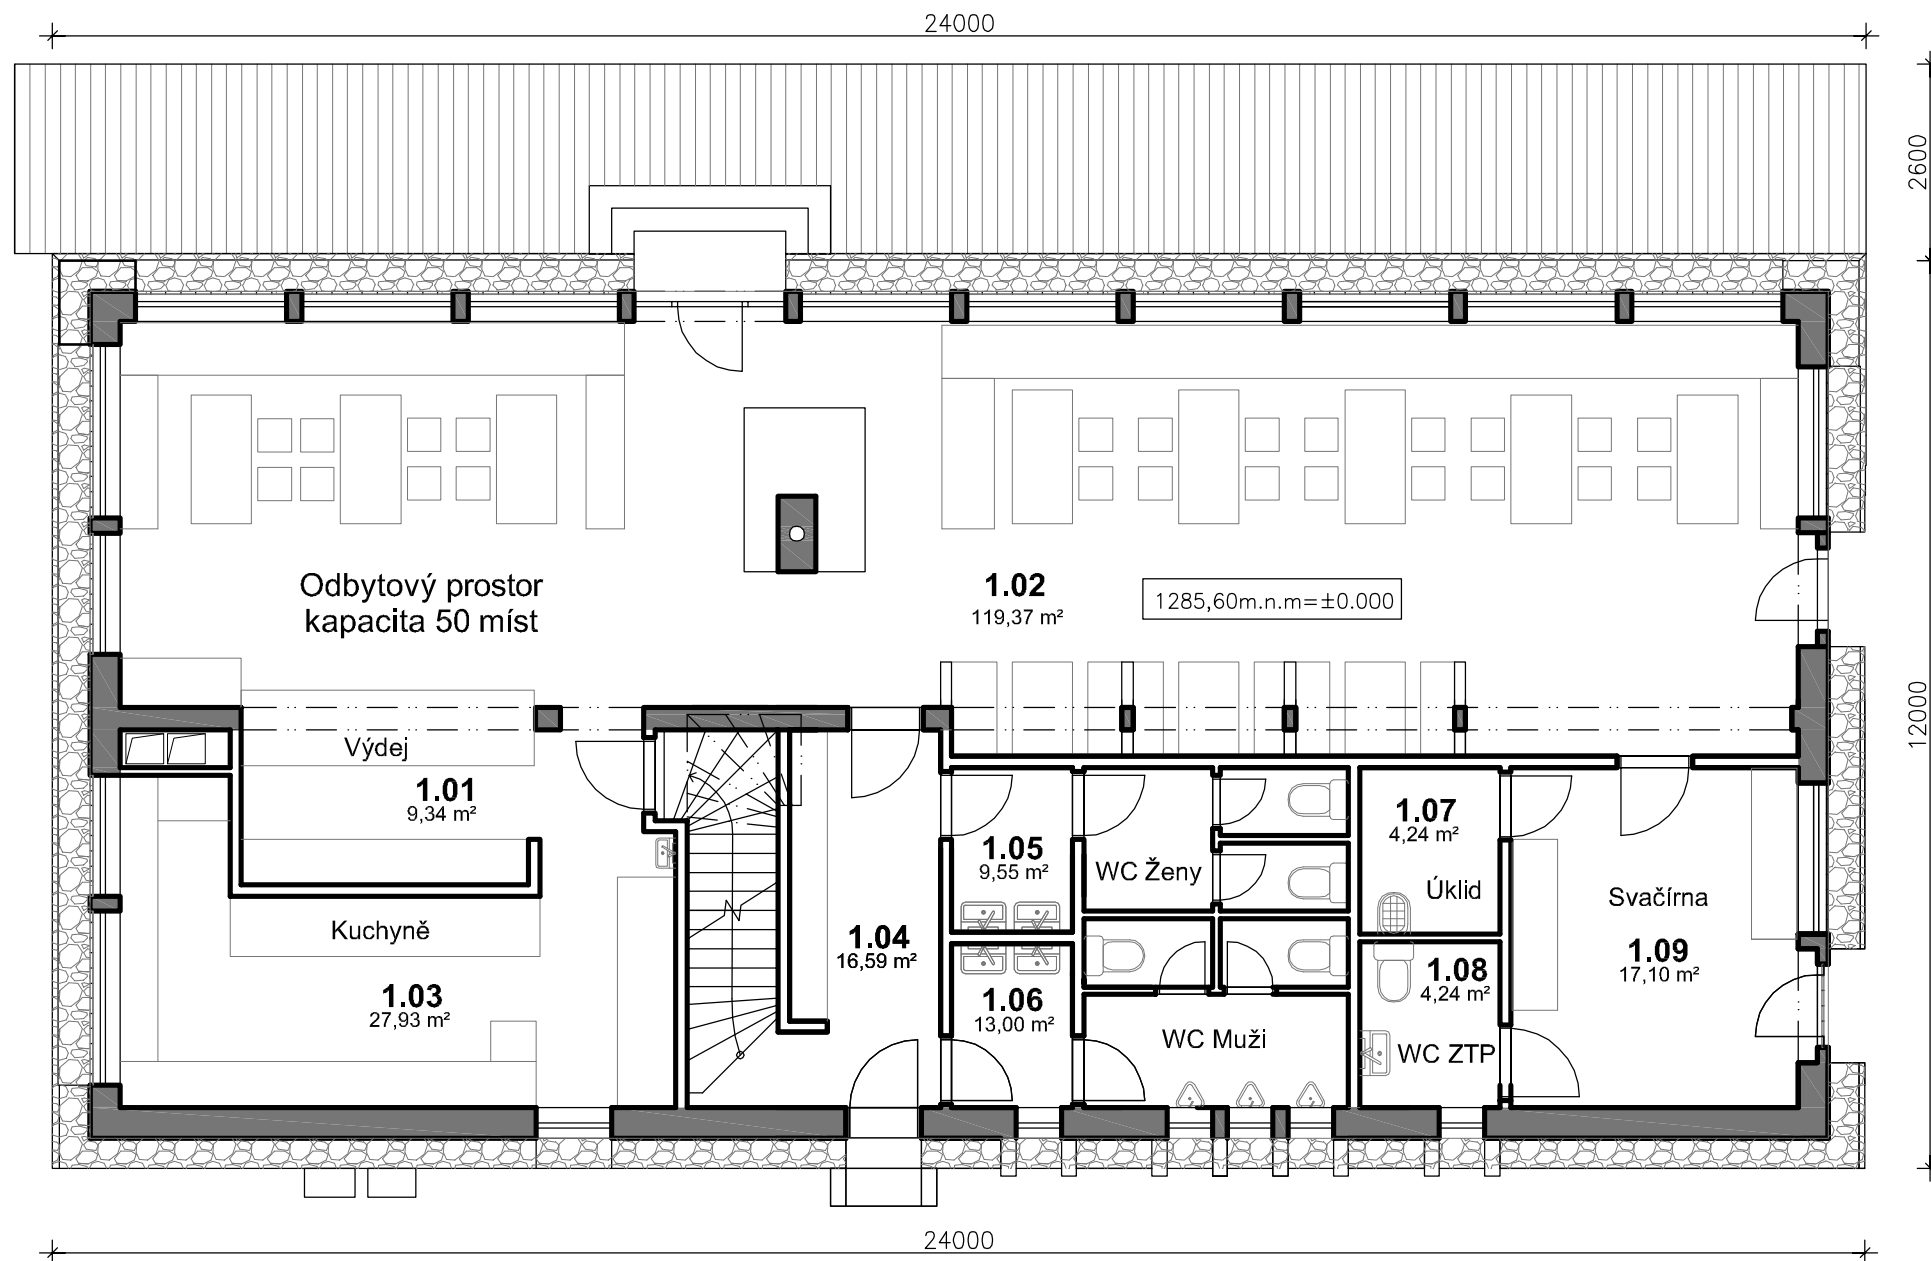 24000
2600
Odbytový prostor
kapacita 50 míst
1.02
119,37 m²
1285,60m.n.m=±0.000
12000
Výdej
1.01
9,34 m²
1.05
9,55 m²
WC Ženy
1.07
4,24 m²
Úklid
Svačírna
1.09
17,10 m²
Kuchyně
1.03
27,93 m²
1.04
16,59 m²
1.06
13,00 m²
WC Muži
1.08
4,24 m²
WC ZTP
24000